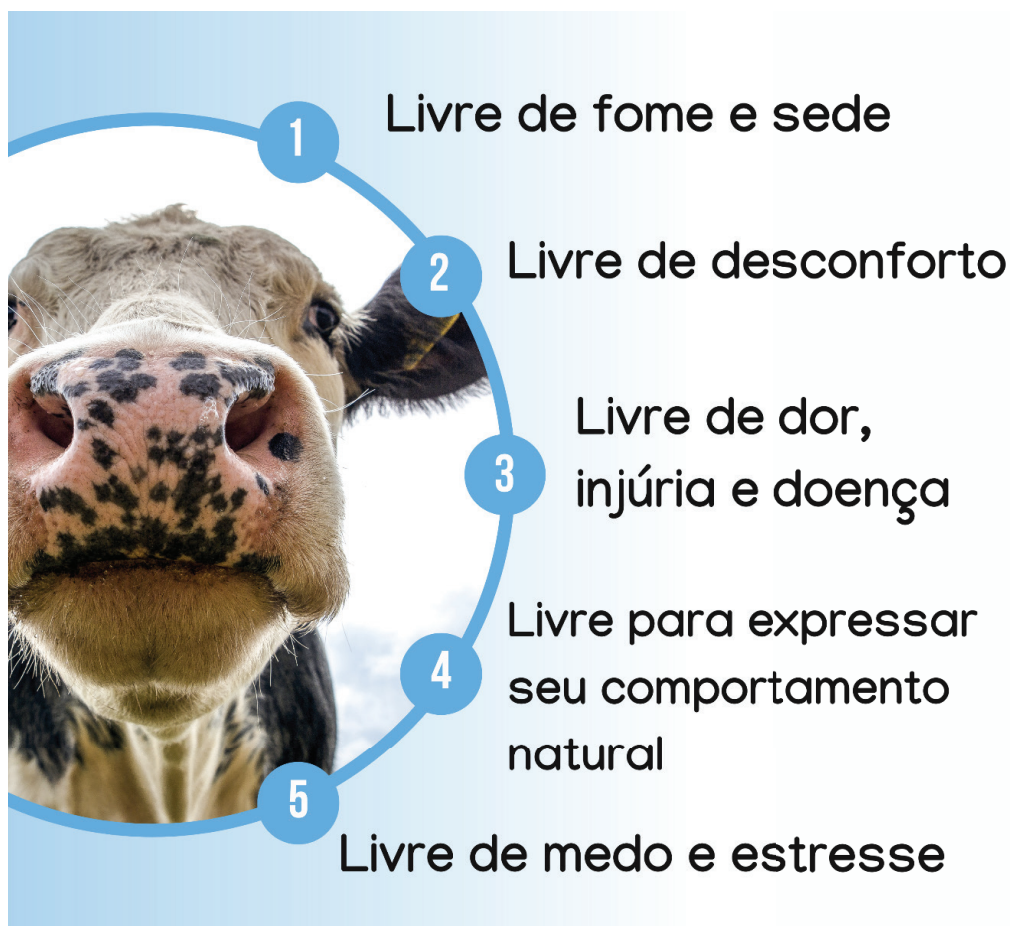 1
Livre de fome e sede
2
Livre de desconforto
3
Livre de dor,
injúria e doença
4
Livre para expressar
seu comportamento
natural
5
Livre de medo e estresse